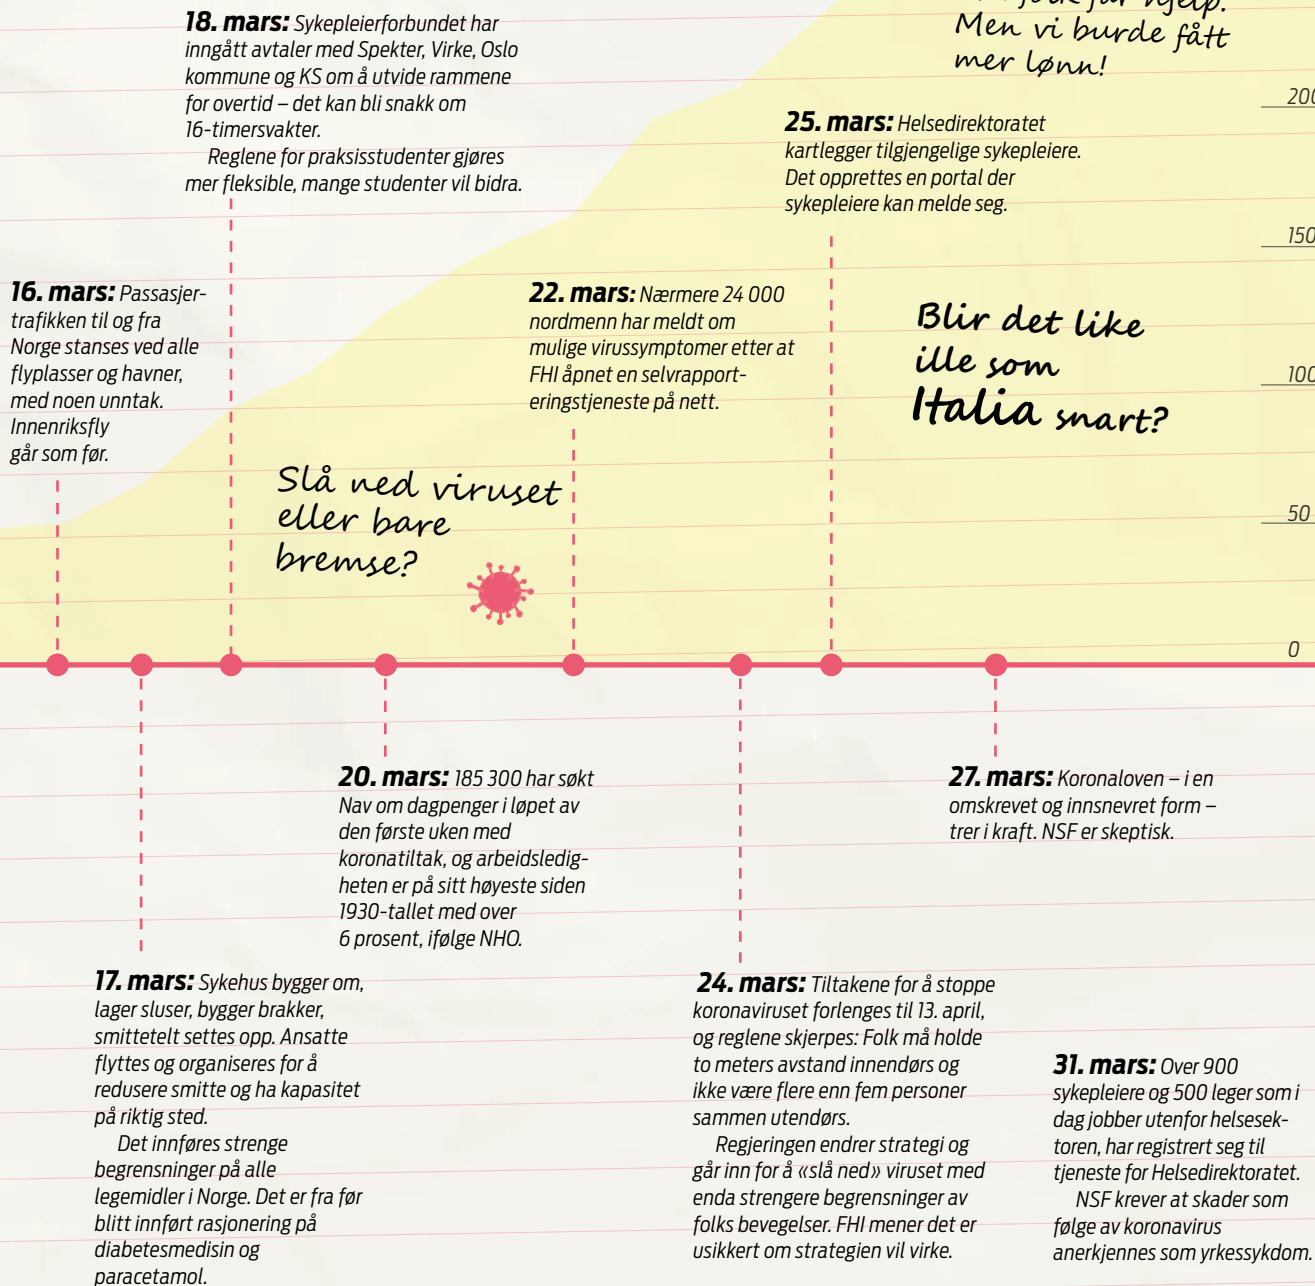 18. mars: Sykepleierforbundet har
inngått avtaler med Spekter, Virke, Oslo
kommune og KS om å utvide rammene
for overtid – det kan bli snakk om
16-timersvakter.
Reglene for praksisstudenter gjøres
mer fleksible, mange studenter vil bidra.
hjelp.
Men vi burde fått
mer lønn!
25. mars: Helsedirektoratet
kartlegger tilgjengelige sykepleiere.
Det opprettes en portal der
sykepleiere kan melde seg.
16. mars: Passasjer-
trafikken til og fra
Norge stanses ved alle
flyplasser og havner,
med noen unntak.
Innenriksfly
går som før.
22. mars: Nærmere 24 000
nordmenn har meldt om
mulige virussymptomer etter at
FHI åpnet en selvrapport-
eringstjeneste på nett.
Blir det like
ille som
Italia snart?
Slå ned viruset
eller bare
bremse?
200
150
100
50
0
20. mars: 185 300 har søkt
Nav om dagpenger i løpet av
den første uken med
koronatiltak, og arbeidsledig-
heten er på sitt høyeste siden
1930-tallet med over
6 prosent, ifølge NHO.
27. mars: Koronaloven – i en
omskrevet og innsnevret form –
trer i kraft. NSF er skeptisk.
17. mars: Sykehus bygger om,
lager sluser, bygger brakker,
smittetelt settes opp. Ansatte
flyttes og organiseres for å
redusere smitte og ha kapasitet
på riktig sted.
Det innføres strenge
begrensninger på alle
legemidler i Norge. Det er fra før
blitt innført rasjonering på
diabetesmedisin og
paracetamol.
24. mars: Tiltakene for å stoppe
koronaviruset forlenges til 13. april,
og reglene skjerpes: Folk må holde
to meters avstand innendørs og
ikke være flere enn fem personer
sammen utendørs.
Regjeringen endrer strategi og
går inn for å «slå ned» viruset med
enda strengere begrensninger av
folks bevegelser. FHI mener det er
usikkert om strategien vil virke.
31. mars: Over 900
sykepleiere og 500 leger som i
dag jobber utenfor helsesek-
toren, har registrert seg til
tjeneste for Helsedirektoratet.
NSF krever at skader som
følge av koronavirus
anerkjennes som yrkessykdom.